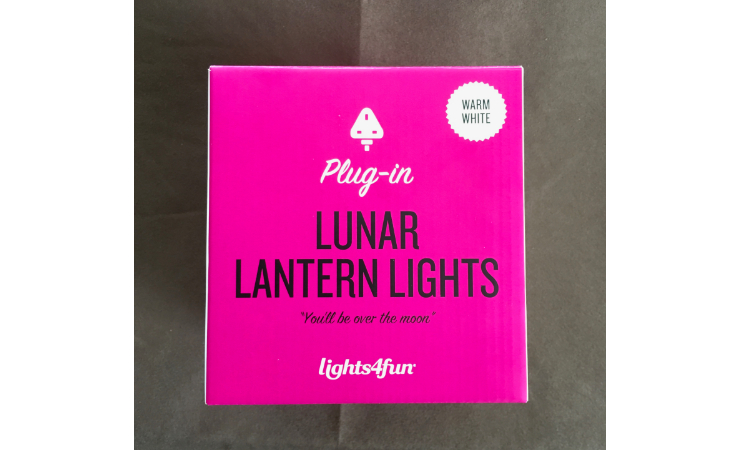 WARM
WHITE
Plug-in
LUNAR
LANTERN LIGHTS
"You'll be over the moon"
lights4fun